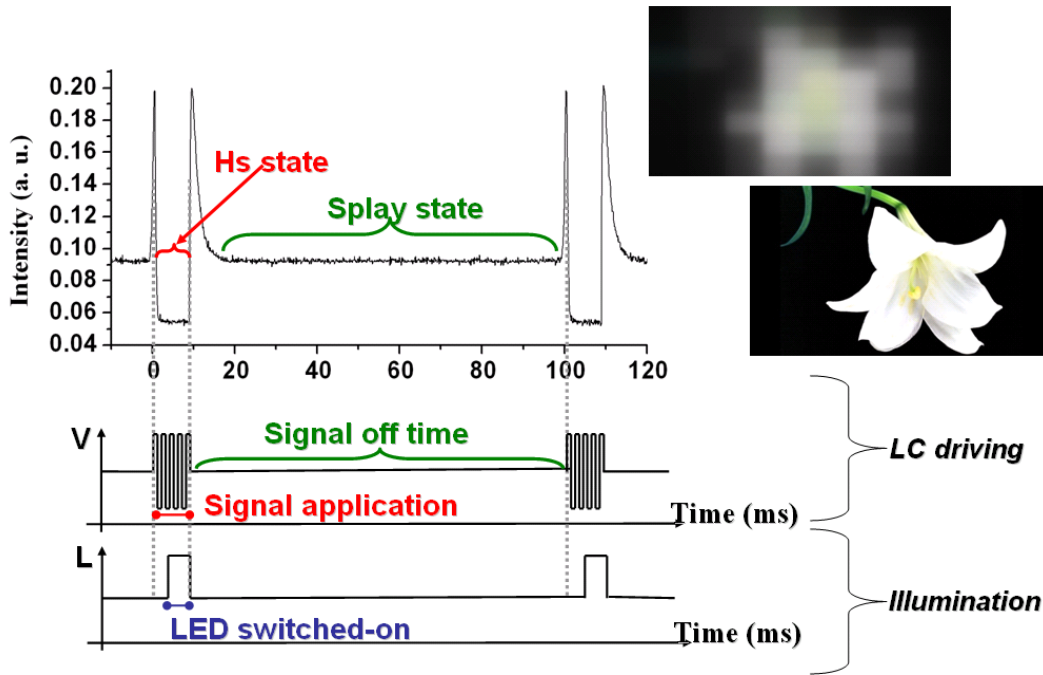 Intensity (a. u.)
0.20
0.18
0.16
0.14
0.12
0.10
0.08
0.06
0.04
Hs state
Splay state
0 20 40 60 80 100 120
V
Signal off time
Signal application
Time (ms)
LC driving
L
LED switched-on
Time (ms)
Illumination